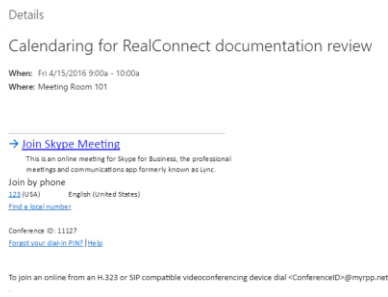 Details
Calendaring for RealConnect documentation review
When: Fri 4/15/2016 9:00a - 10:00a
Where: Meeting Room 101
→ Join Skype Meeting
This is an online meeting for Skype for Business, the professional
meetings and communications app formerly known as Lync.
Join by phone
123 (USA) English (United States)
Find a local number
Conference ID: 11127
Forgot your dial-in PIN? | Help
To join an online from an H.323 or SIP compatible videoconferencing device dial <ConferenceID>@myrpp.net